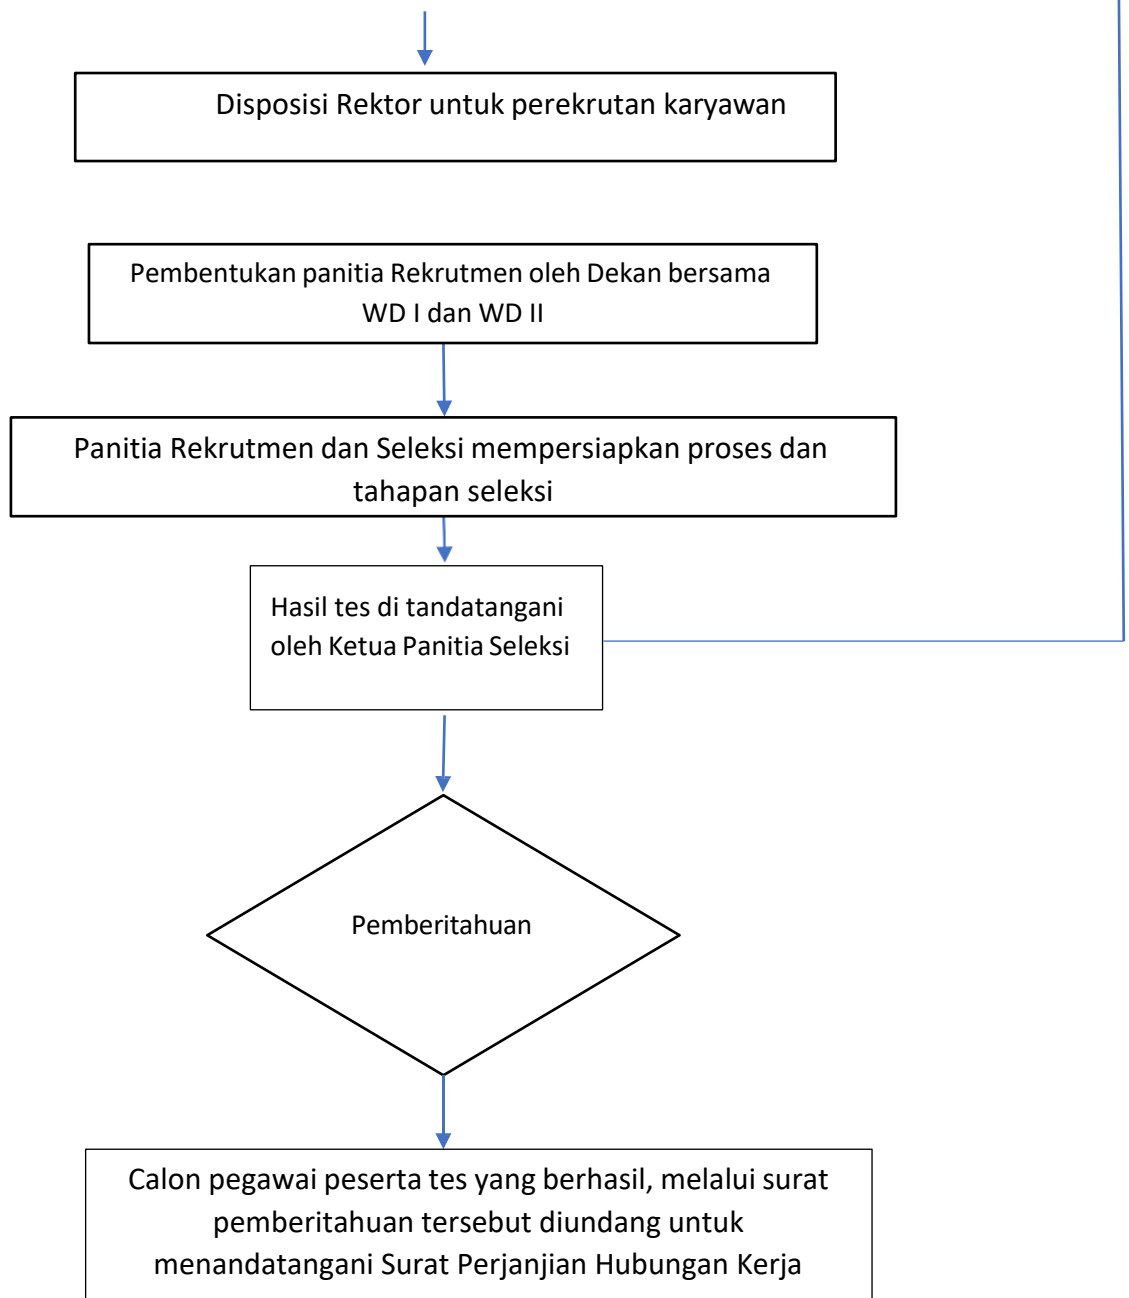 Disposisi Rektor untuk perekrutan karyawan
Pembentukan panitia Rekrutmen oleh Dekan bersama
WD I dan WD II
Panitia Rekrutmen dan Seleksi mempersiapkan proses dan
tahapan seleksi
Hasil tes di tandatangani
oleh Ketua Panitia Seleksi
Pemberitahuan
Calon pegawai peserta tes yang berhasil, melalui surat
pemberitahuan tersebut diundang untuk
menandatangani Surat Perjanjian Hubungan Kerja